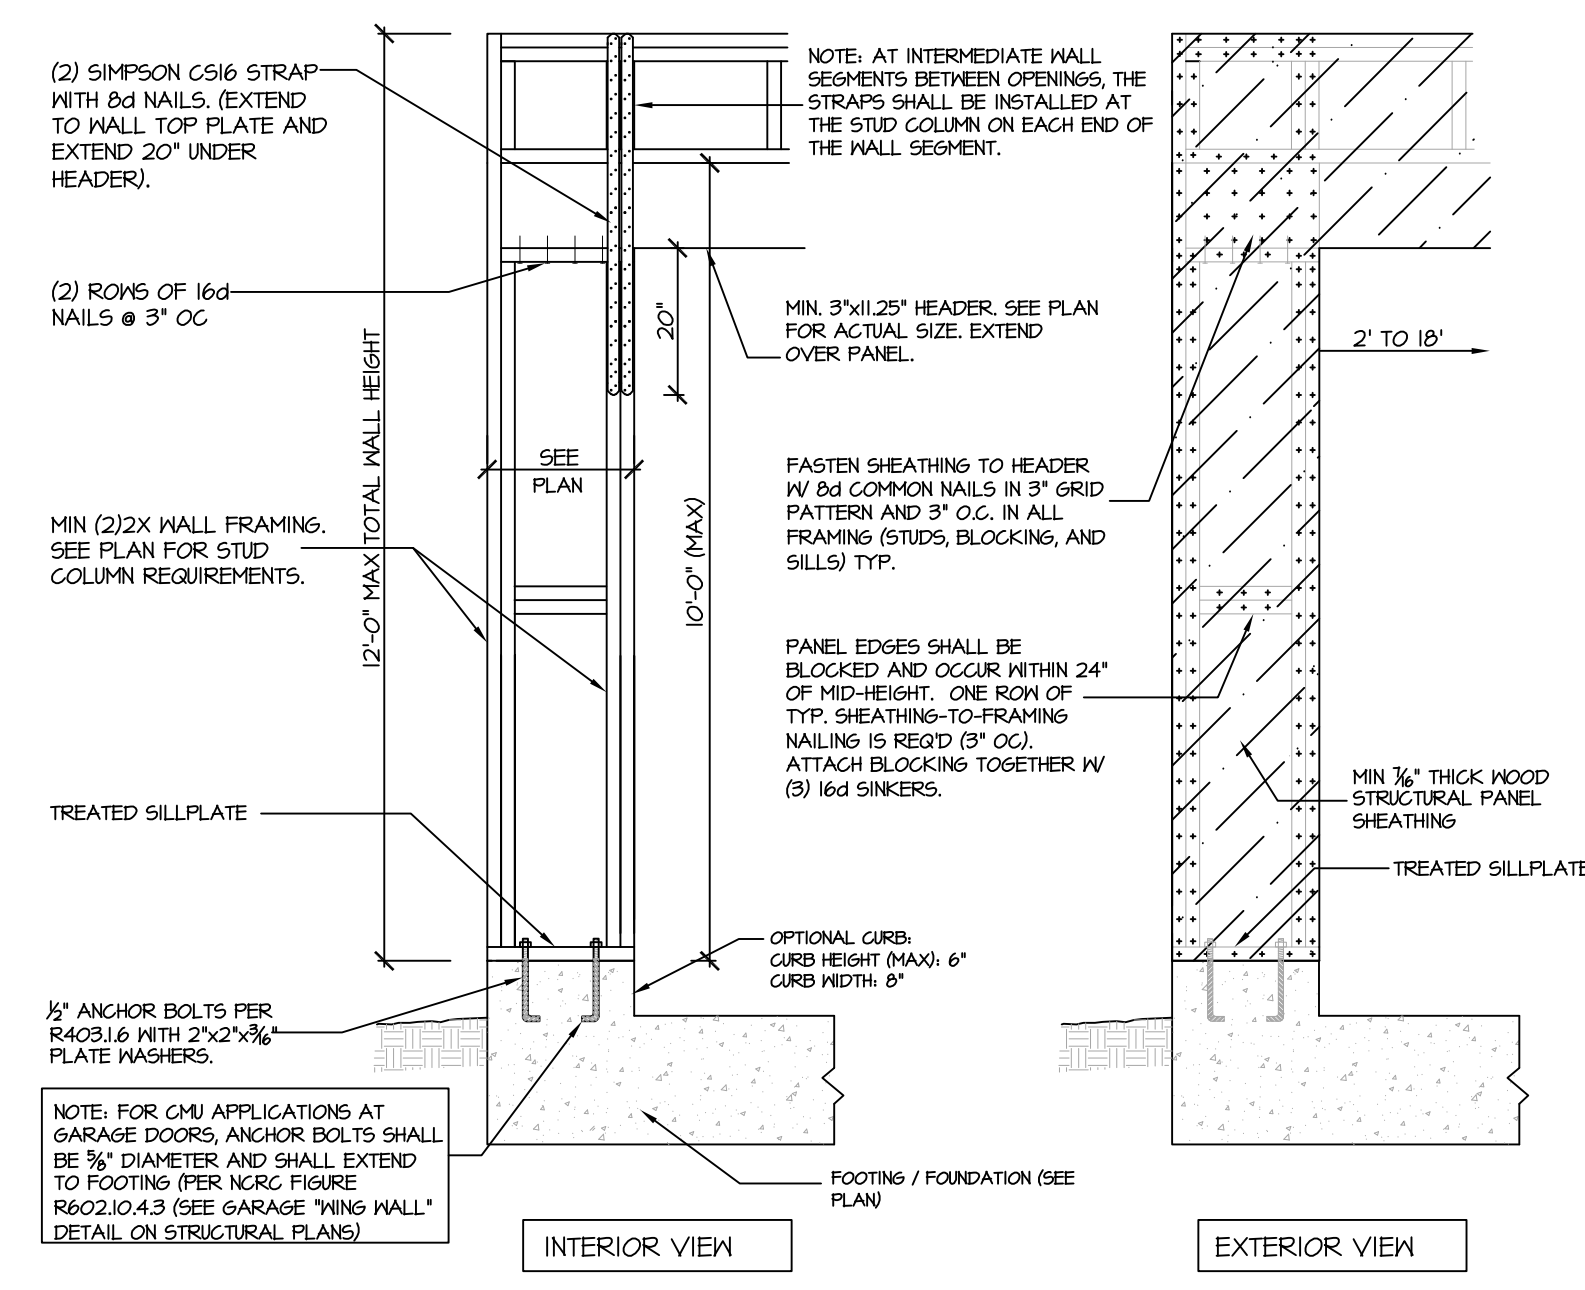 (2) SIMPSON CS16 STRAP
WITH 8d NAILS. (EXTEND
TO WALL TOP PLATE AND
EXTEND 20" UNDER
HEADER).
(2) ROWS OF 16d
NAILS @ 3" OC
12'-0" MAX TOTAL WALL HEIGHT
MIN (2)2X WALL FRAMING.
SEE PLAN FOR STUD
COLUMN REQUIREMENTS.
TREATED SILLPLATE
½" ANCHOR BOLTS PER
R403.1.6 WITH 2"x2"x3⁄16"
PLATE WASHERS.
NOTE: FOR CMU APPLICATIONS AT
GARAGE DOORS, ANCHOR BOLTS SHALL
BE ⅝" DIAMETER AND SHALL EXTEND
TO FOOTING (PER NCRC FIGURE
R602.10.4.3 (SEE GARAGE "WING WALL"
DETAIL ON STRUCTURAL PLANS)
SEE
PLAN
20"
10'-0" (MAX)
NOTE: AT INTERMEDIATE WALL
SEGMENTS BETWEEN OPENINGS, THE
STRAPS SHALL BE INSTALLED AT
THE STUD COLUMN ON EACH END OF
THE WALL SEGMENT.
MIN. 3"x11.25" HEADER. SEE PLAN
FOR ACTUAL SIZE. EXTEND
OVER PANEL.
FASTEN SHEATHING TO HEADER
W/ 8d COMMON NAILS IN 3" GRID
PATTERN AND 3" O.C. IN ALL
FRAMING (STUDS, BLOCKING, AND
SILLS) TYP.
PANEL EDGES SHALL BE
BLOCKED AND OCCUR WITHIN 24"
OF MID-HEIGHT. ONE ROW OF
TYP. SHEATHING-TO-FRAMING
NAILING IS REQ'D (3" OC).
ATTACH BLOCKING TOGETHER W/
(3) 16d SINKERS.
OPTIONAL CURB:
CURB HEIGHT (MAX): 6"
CURB WIDTH: 8"
FOOTING / FOUNDATION (SEE
PLAN)
INTERIOR VIEW
2' TO 18'
MIN 7⁄16" THICK WOOD
STRUCTURAL PANEL
SHEATHING
TREATED SILLPLATE
EXTERIOR VIEW